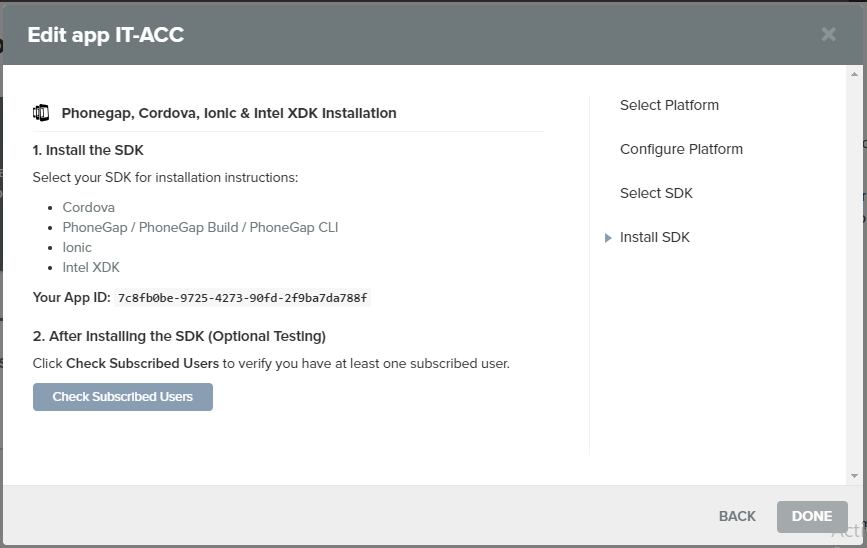 Edit app IT-ACC
Phonegap, Cordova, Ionic & Intel XDK Installation
1. Install the SDK
Select your SDK for installation instructions:
Cordova
PhoneGap / PhoneGap Build / PhoneGap CLI
Ionic
Intel XDK
Your App ID: 7c8fb0be-9725-4273-90fd-2f9ba7da788f
2. After Installing the SDK (Optional Testing)
Click Check Subscribed Users to verify you have at least one subscribed user.
Check Subscribed Users
Select Platform
Configure Platform
Select SDK
Install SDK
BACK
DONE